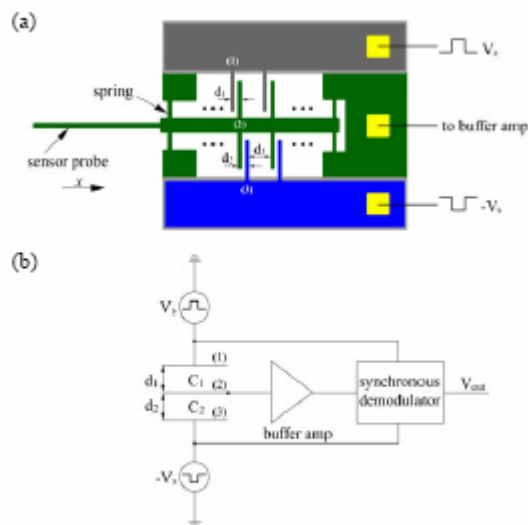 (a)
(1)
Vs
d1
spring
(2)
to buffer amp
d2
d3
sensor probe
x
(3)
-Vs
(b)
Vs
(1)
d1
C1
(2)
synchronous
demodulator
Vout
d2
C2
(3)
buffer amp
-Vs